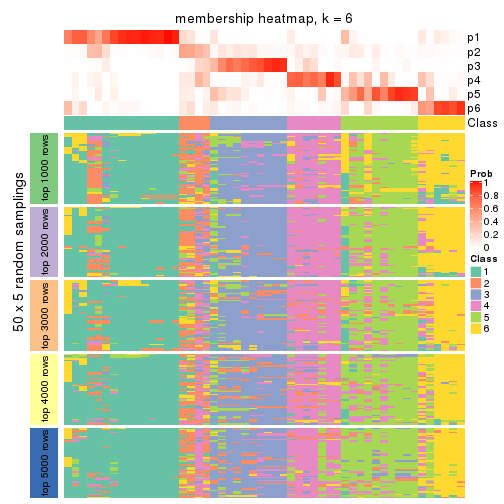 membership heatmap, k = 6
p1
p2
p3
p4
p5
p6
Class
50 x 5 random samplings
top 1000 rows
top 2000 rows
top 3000 rows
top 4000 rows
top 5000 rows
Prob
1
0.8
0.6
0.4
0.2
0
Class
1
2
3
4
5
6